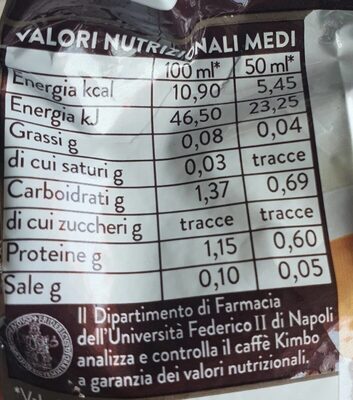 VALORI NUTRIZIONALI MEDI
100 ml* 50 ml*
Energia kcal 10,90 5,45
Energia kJ 46,50 23,25
Grassi g 0,08 0,04
di cui saturi g 0,03 tracce
Carboidrati g 1,37 0,69
di cui zuccheri g tracce tracce
Proteine g 1,15 0,60
Sale g 0,10 0,05
Il Dipartimento di Farmacia
dell'Università Federico II di Napoli
analizza e controlla il caffè Kimbo
a garanzia dei valori nutrizionali.